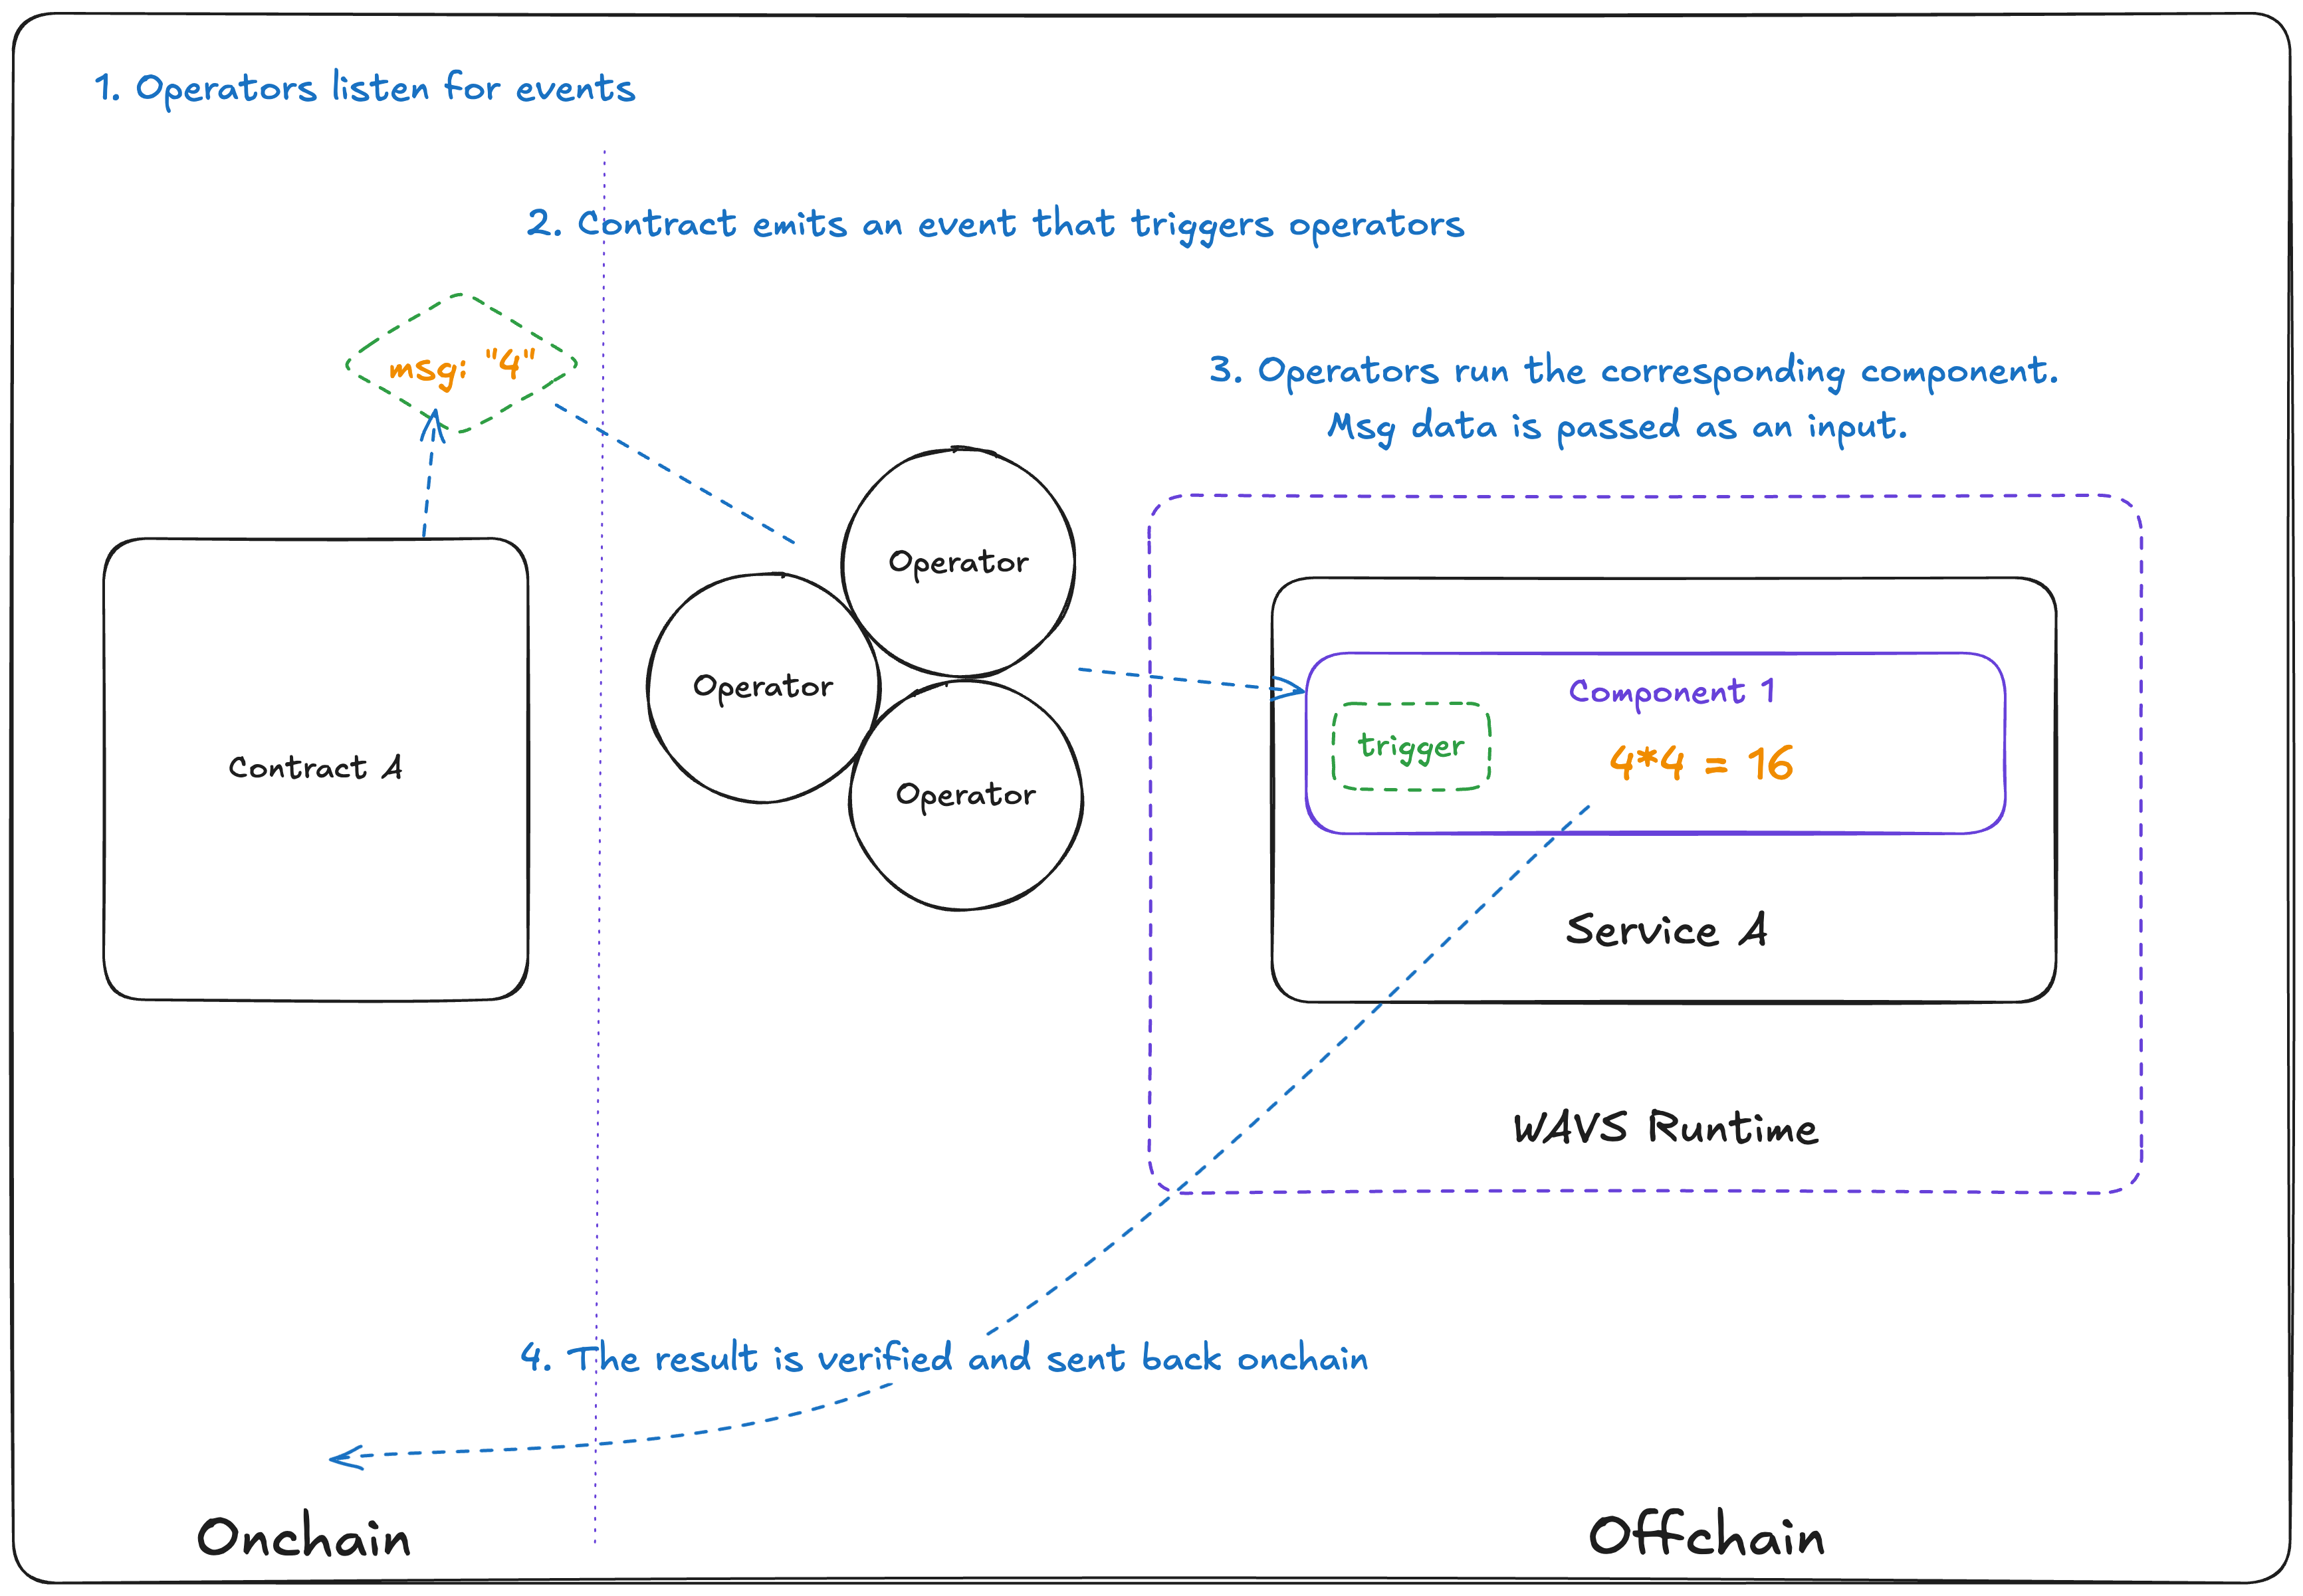 1. Operators listen for events
2. Contract emits an event that triggers operators
msg: "4"
3. Operators run the corresponding component.
Msg data is passed as an input.
Operator
Operator
Operator
Contract A
Component 1
trigger
4*4 = 16
Service A
WAVS Runtime
4. The result is verified and sent back onchain
Onchain
Offchain